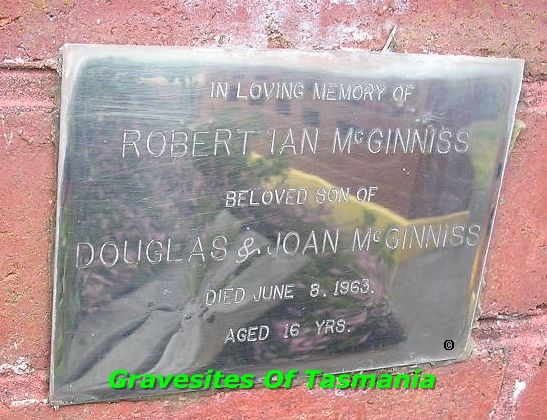 IN LOVING MEMORY OF
ROBERT IAN McGINNISS
BELOVED SON OF
DOUGLAS & JOAN McGINNISS
DIED JUNE 8, 1963.
AGED 16 YRS.
©
Gravesites Of Tasmania